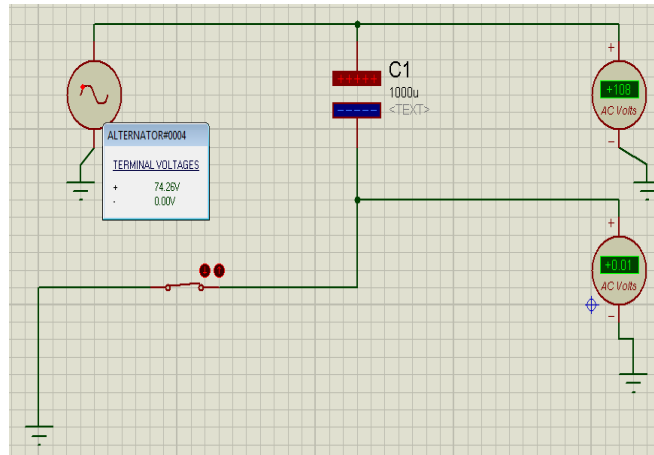 C1
1000u
<TEXT>
+++++
-----
+
+108
AC Volts
-
ALTERNATOR#0004
TERMINAL VOLTAGES
+ 74.26V
- 0.00V
+
+0.01
AC Volts
-